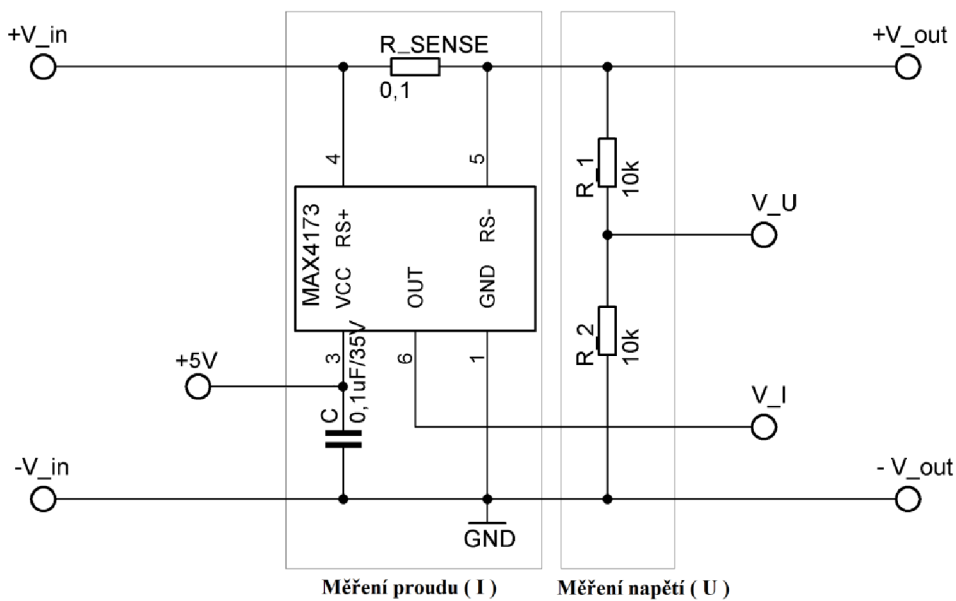 +V_in
R_SENSE
+V_out
0,1
4
5
R_1
10k
MAX4173
RS+
RS-
VCC
OUT
GND
V_U
R_2
10k
3
6
1
+5V
C
0,1uF/35V
V_I
-V_in
- V_out
GND
Měření proudu ( I )
Měření napětí ( U )